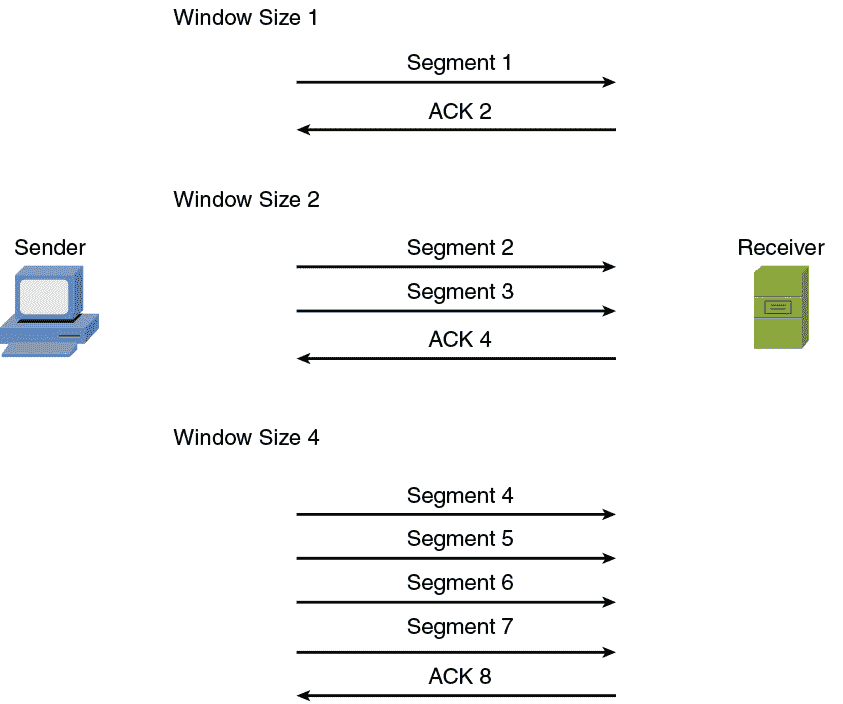 Window Size 1
Segment 1
ACK 2
Window Size 2
Sender
Segment 2
Receiver
Segment 3
ACK 4
Window Size 4
Segment 4
Segment 5
Segment 6
Segment 7
ACK 8